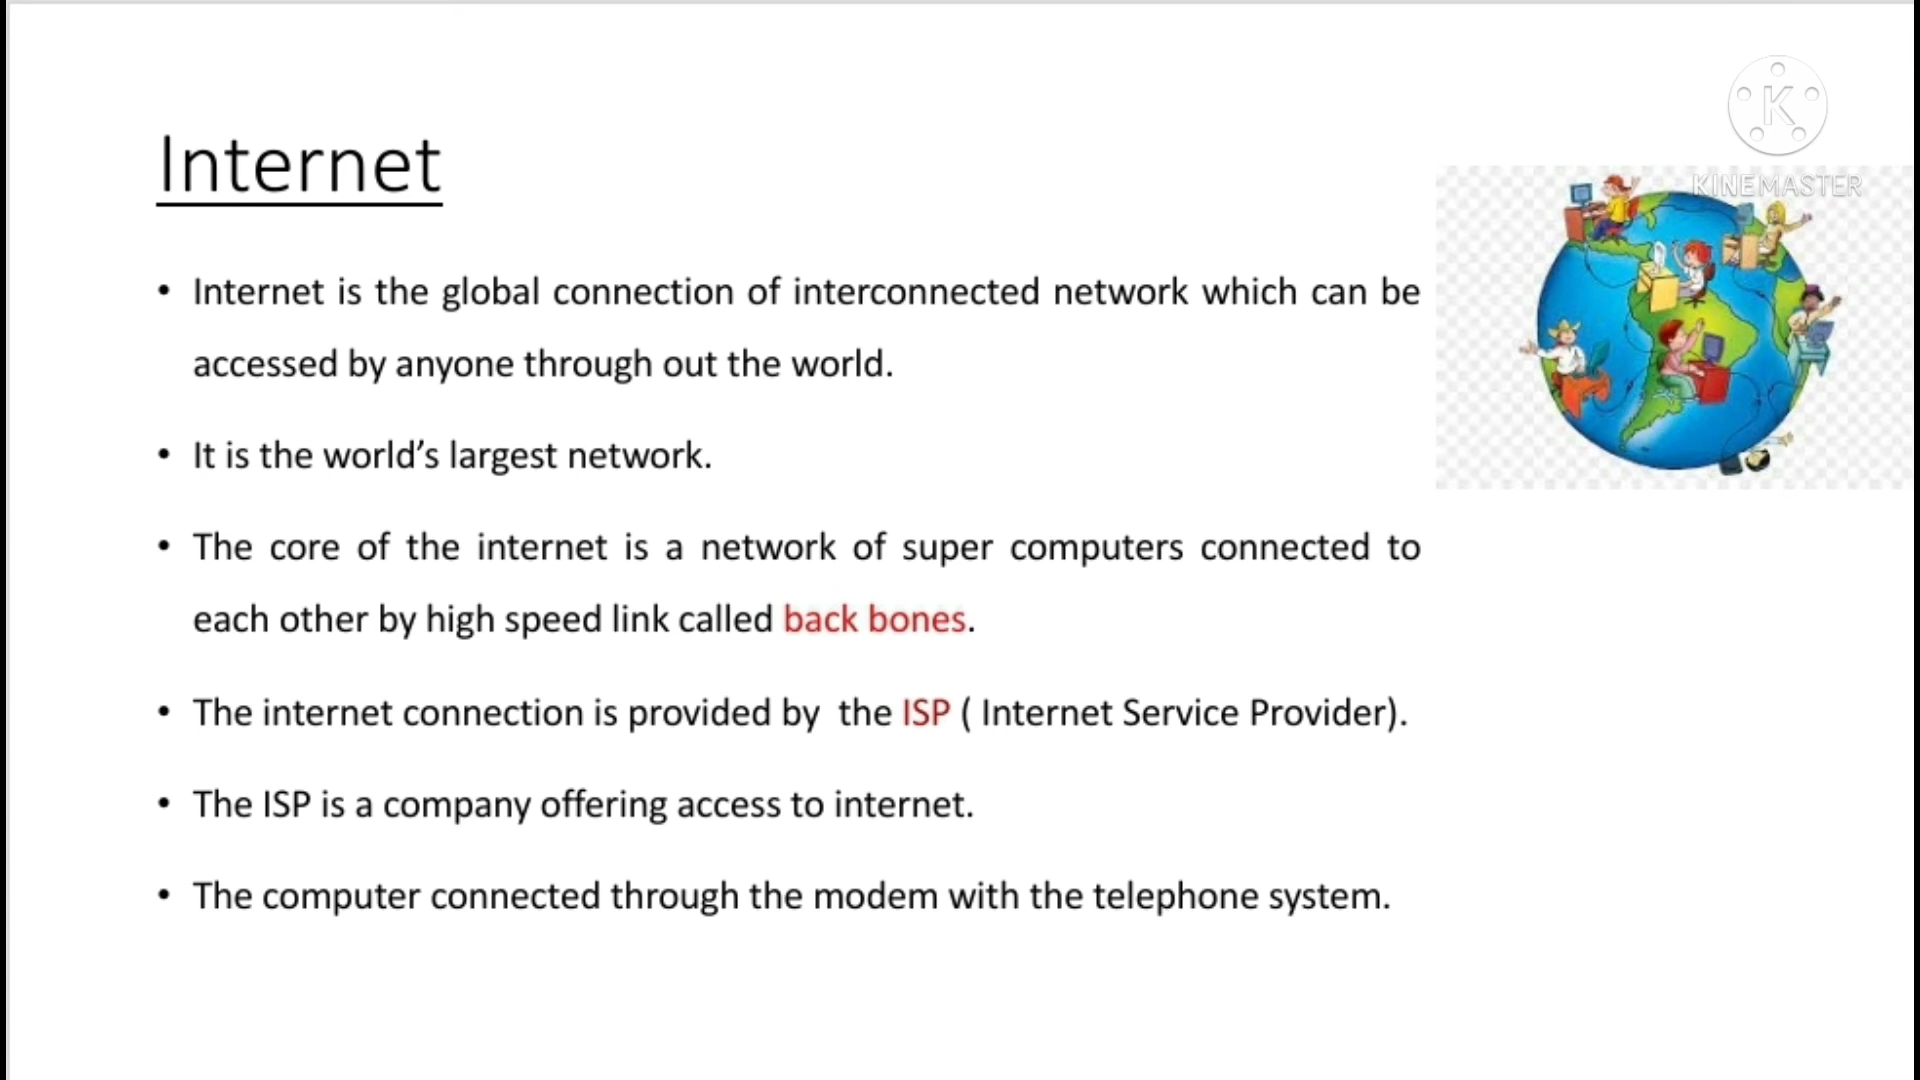 K
KINEMASTER
Internet
• Internet is the global connection of interconnected network which can be
accessed by anyone through out the world.
• It is the world’s largest network.
• The core of the internet is a network of super computers connected to
each other by high speed link called back bones.
• The internet connection is provided by  the ISP ( Internet Service Provider).
• The ISP is a company offering access to internet.
• The computer connected through the modem with the telephone system.